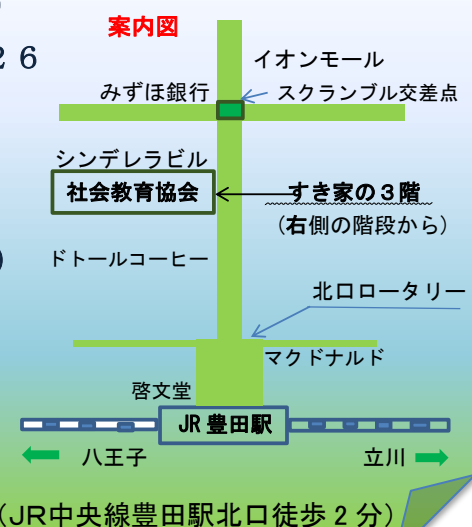 案内図
２６
イオンモール
みずほ銀行
スクランブル交差点
シンデレラビル
社会教育協会
すき家の３階
（右側の階段から）
)
ドトールコーヒー
北口ロータリー
マクドナルド
啓文堂
JR 豊田駅
八王子
立川
（JR中央線豊田駅北口徒歩２分）